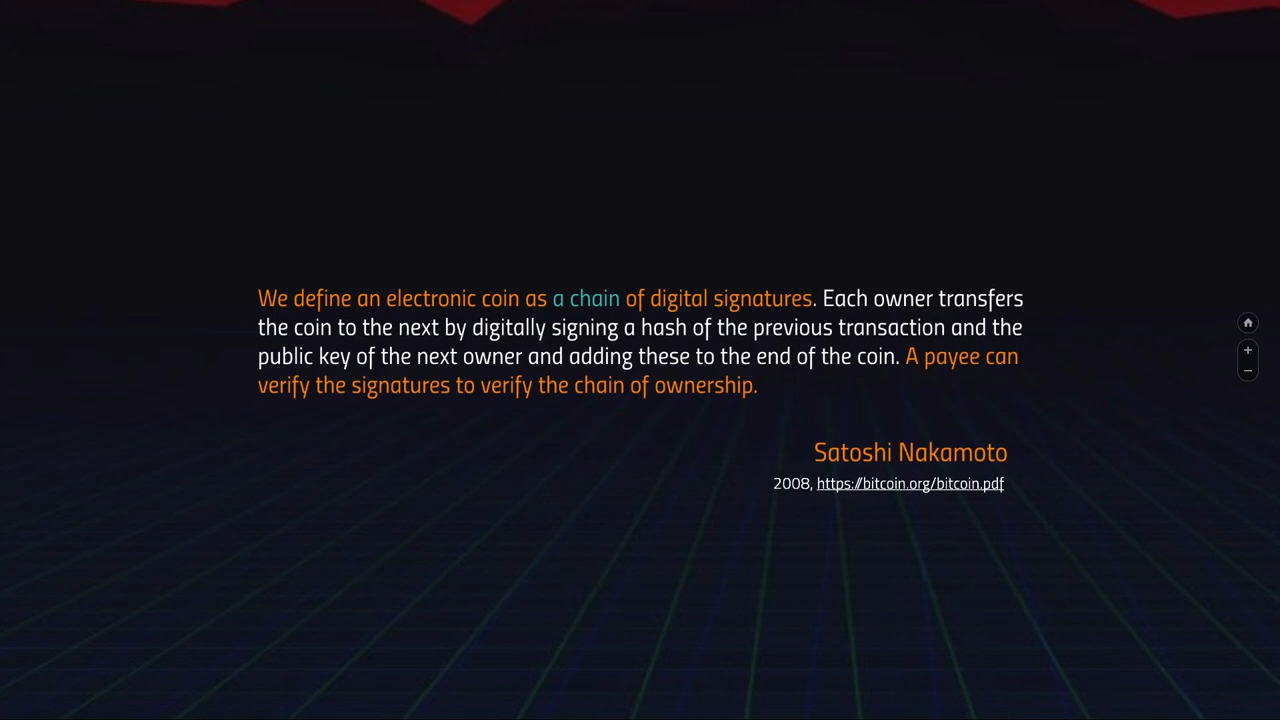 We define an electronic coin as a chain of digital signatures. Each owner transfers
the coin to the next by digitally signing a hash of the previous transaction and the
public key of the next owner and adding these to the end of the coin. A payee can
verify the signatures to verify the chain of ownership.
Satoshi Nakamoto
2008, https://bitcoin.org/bitcoin.pdf